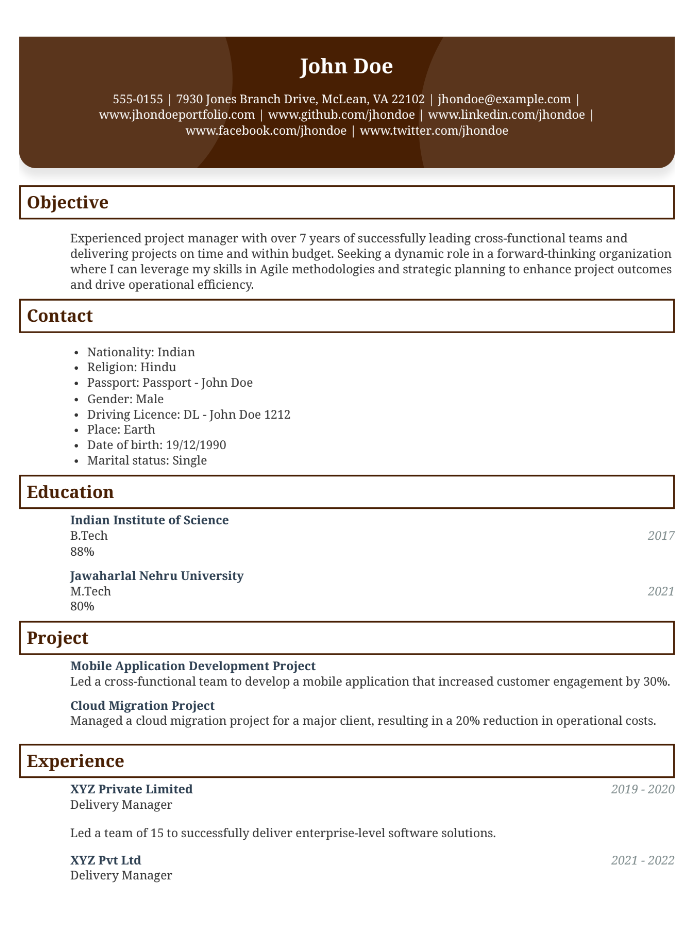 John Doe
555-0155 | 7930 Jones Branch Drive, McLean, VA 22102 | jhondoe@example.com |
www.jhondoeportfolio.com | www.github.com/jhondoe | www.linkedin.com/jhondoe |
www.facebook.com/jhondoe | www.twitter.com/jhondoe
Objective
Experienced project manager with over 7 years of successfully leading cross-functional teams and
delivering projects on time and within budget. Seeking a dynamic role in a forward-thinking organization
where I can leverage my skills in Agile methodologies and strategic planning to enhance project outcomes
and drive operational efficiency.
Contact
• Nationality: Indian
• Religion: Hindu
• Passport: Passport - John Doe
• Gender: Male
• Driving Licence: DL - John Doe 1212
• Place: Earth
• Date of birth: 19/12/1990
• Marital status: Single
Education
Indian Institute of Science
B.Tech 2017
88%
Jawaharlal Nehru University
M.Tech 2021
80%
Project
Mobile Application Development Project
Led a cross-functional team to develop a mobile application that increased customer engagement by 30%.
Cloud Migration Project
Managed a cloud migration project for a major client, resulting in a 20% reduction in operational costs.
Experience
XYZ Private Limited 2019 - 2020
Delivery Manager
Led a team of 15 to successfully deliver enterprise-level software solutions.
XYZ Pvt Ltd 2021 - 2022
Delivery Manager